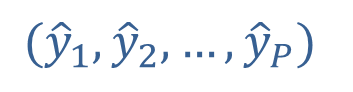 (ŷ₁, ŷ₂, …, ŷ_P)